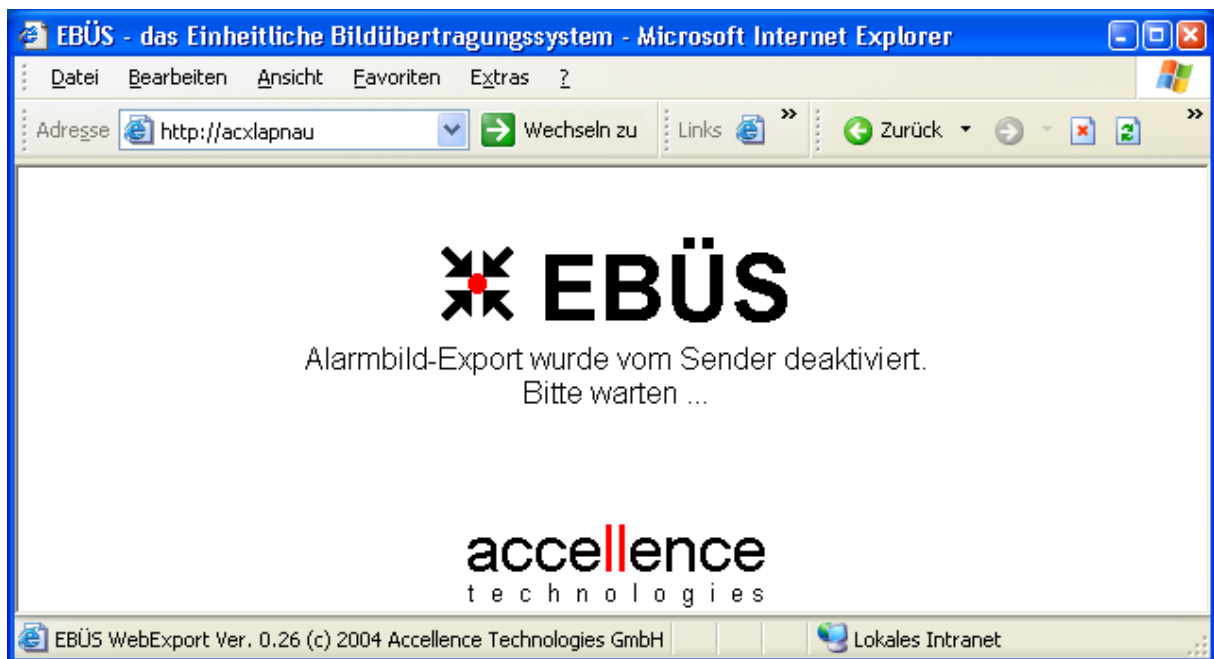 EBÜS - das Einheitliche Bildübertragungssystem - Microsoft Internet Explorer
Datei Bearbeiten Ansicht Favoriten Extras ?
Adresse http://acxlapnau Wechseln zu Links » Zurück »
EBÜS
Alarmbild-Export wurde vom Sender deaktiviert.
Bitte warten ...
accellence
technologies
EBÜS WebExport Ver. 0.26 (c) 2004 Accellence Technologies GmbH Lokales Intranet